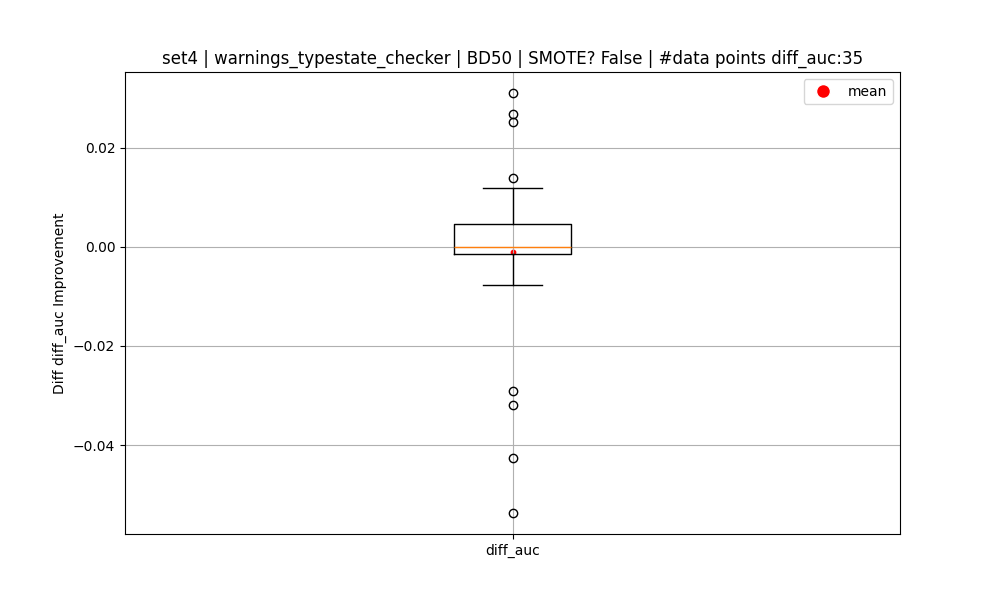 set4 | warnings_typestate_checker | BD50 | SMOTE? False | #data points diff_auc:35
mean
0.02
0.00
−0.02
−0.04
Diff diff_auc Improvement
diff_auc